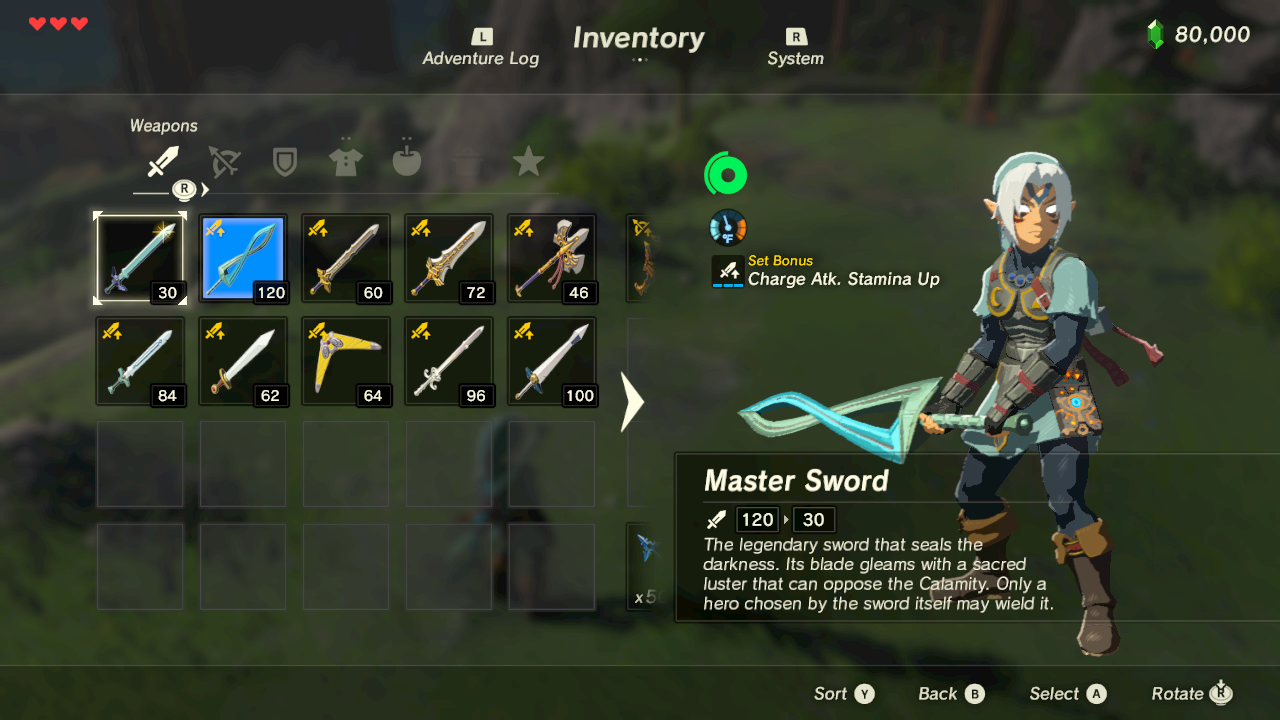 L
Adventure Log
Inventory
R
System
80,000
Weapons
R
30
120
60
72
46
84
62
64
96
100
x5
°F
Set Bonus
Charge Atk. Stamina Up
Master Sword
120 30
The legendary sword that seals the
darkness. Its blade gleams with a sacred
luster that can oppose the Calamity. Only a
hero chosen by the sword itself may wield it.
Sort Y
Back B
Select A
Rotate R